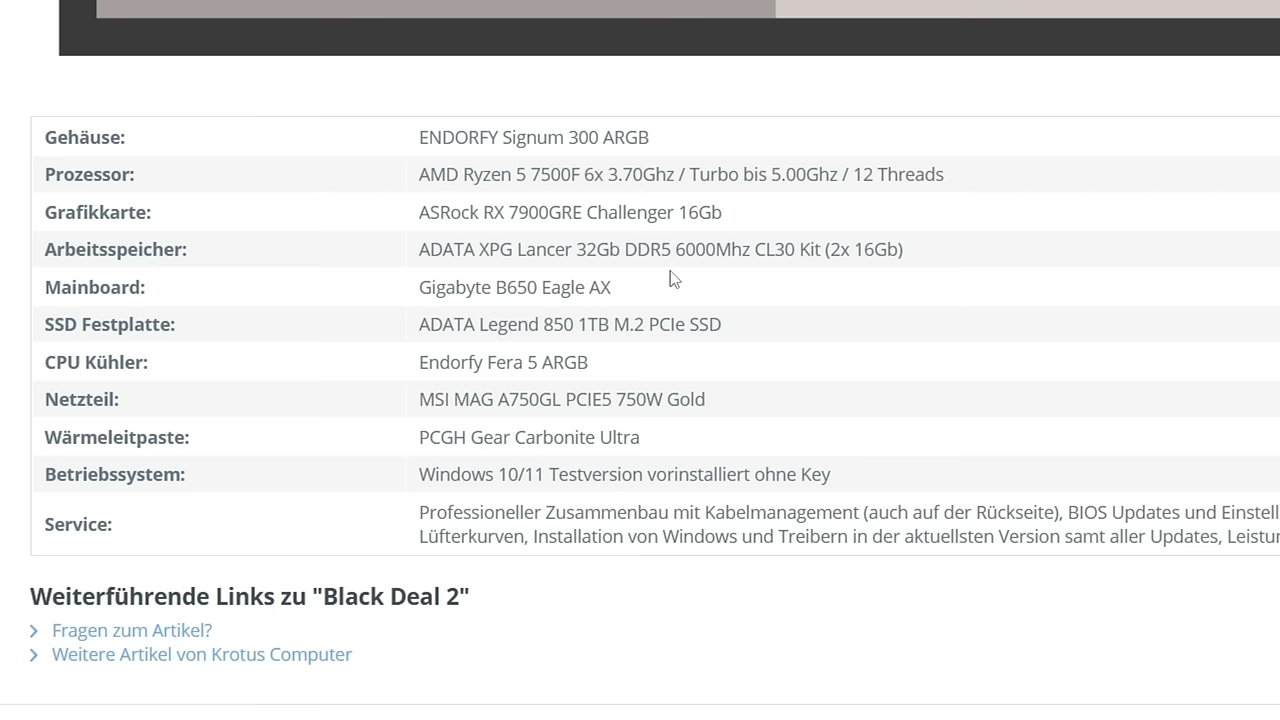 Gehäuse: ENDORFY Signum 300 ARGB
Prozessor: AMD Ryzen 5 7500F 6x 3.70Ghz / Turbo bis 5.00Ghz / 12 Threads
Grafikkarte: ASRock RX 7900GRE Challenger 16Gb
Arbeitsspeicher: ADATA XPG Lancer 32Gb DDR5 6000Mhz CL30 Kit (2x 16Gb)
Mainboard: Gigabyte B650 Eagle AX
SSD Festplatte: ADATA Legend 850 1TB M.2 PCIe SSD
CPU Kühler: Endorfy Fera 5 ARGB
Netzteil: MSI MAG A750GL PCIE5 750W Gold
Wärmeleitpaste: PCGH Gear Carbonite Ultra
Betriebssystem: Windows 10/11 Testversion vorinstalliert ohne Key
Service: Professioneller Zusammenbau mit Kabelmanagement (auch auf der Rückseite), BIOS Updates und
Lüfterkurven, Installation von Windows und Treibern in der aktuellsten Version samt aller Updates,
Weiterführende Links zu "Black Deal 2"
Fragen zum Artikel?
Weitere Artikel von Krotus Computer